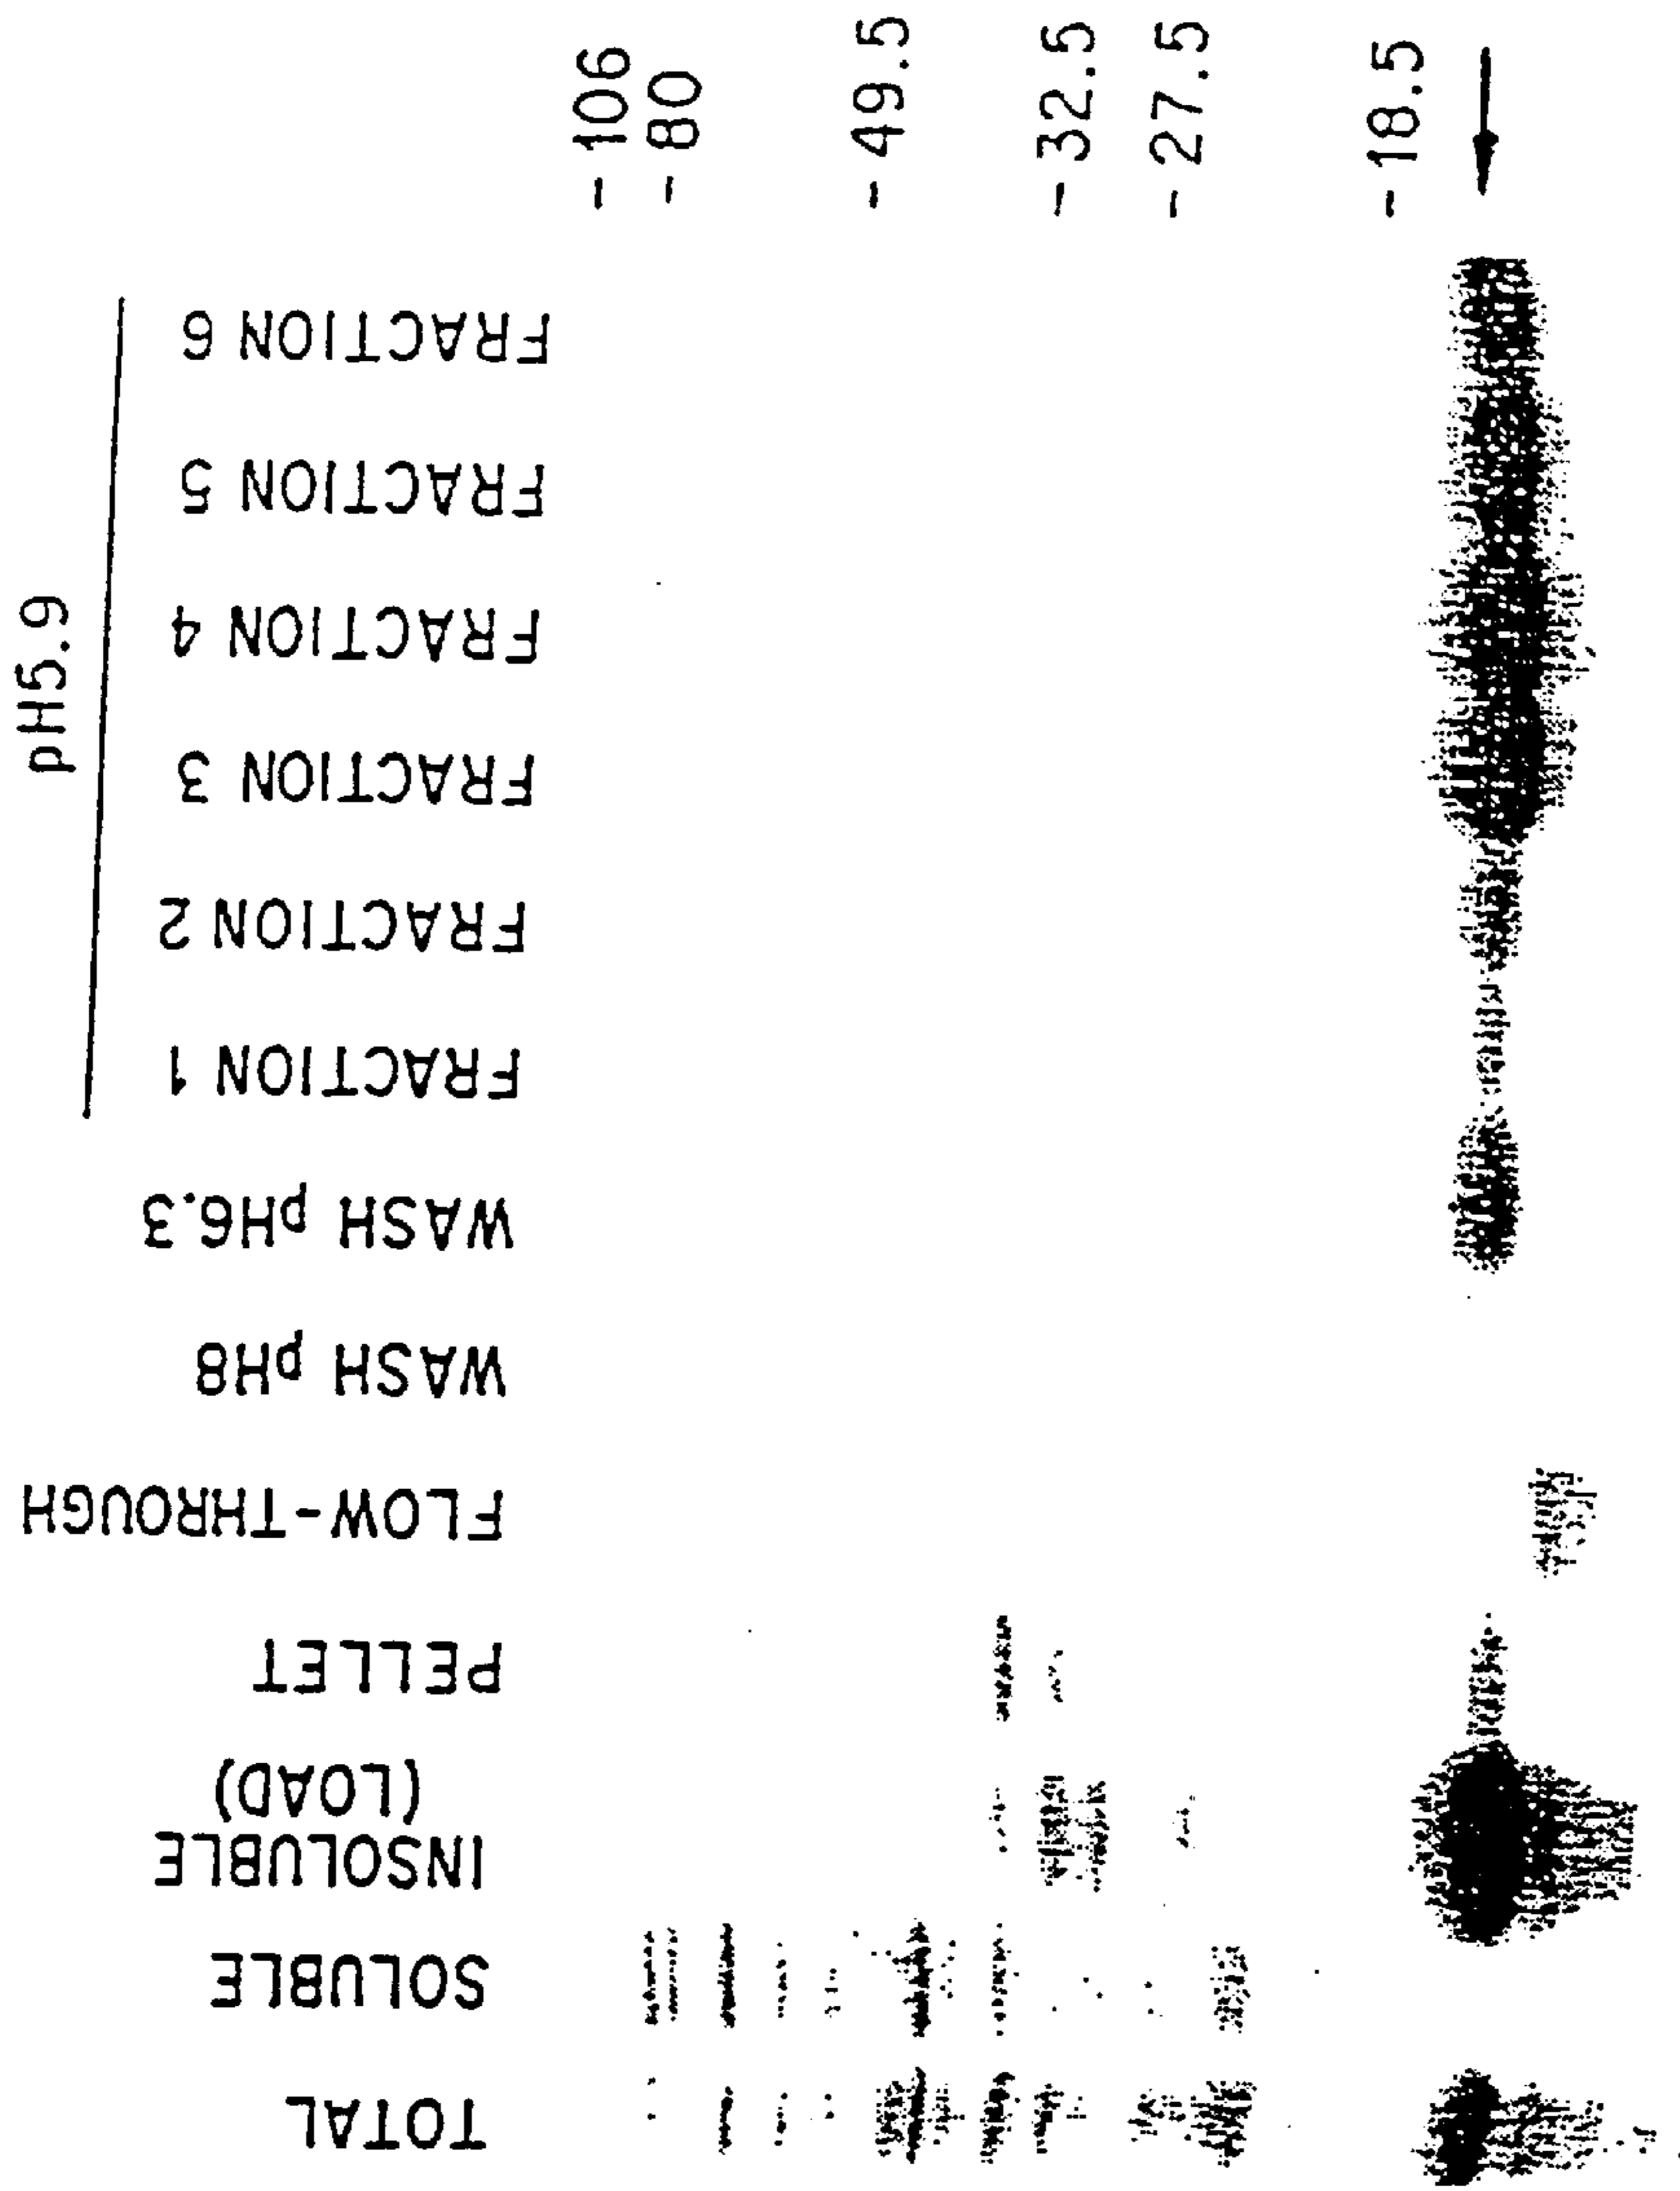 pH5.9
TOTAL
SOLUBLE
INSOLUBLE
(LOAD)
PELLET
FLOW-THROUGH
WASH pH8
WASH pH6.3
FRACTION 1
FRACTION 2
FRACTION 3
FRACTION 4
FRACTION 5
FRACTION 6
- 106
- 80
- 49.5
- 32.5
- 27.5
- 18.5